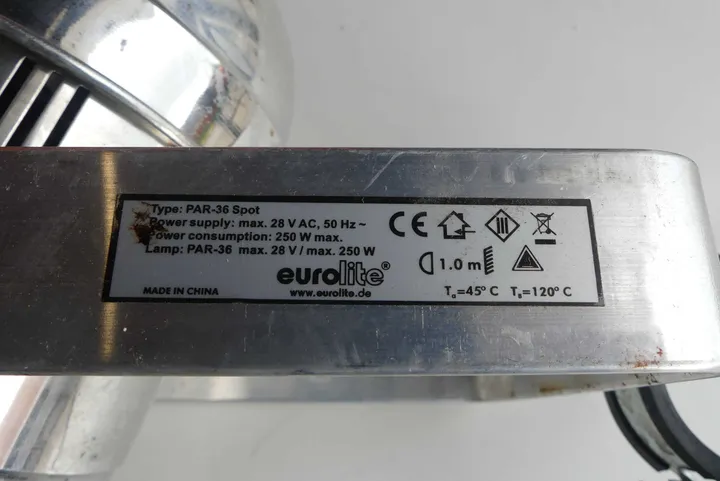 Type: PAR-36 Spot
Power supply: max. 28 V AC, 50 Hz ~
Power consumption: 250 W max.
Lamp: PAR-36 max. 28 V / max. 250 W
CE
III
1.0 m
eurolite®
www.eurolite.de
MADE IN CHINA
Ta=45° C Ts=120° C